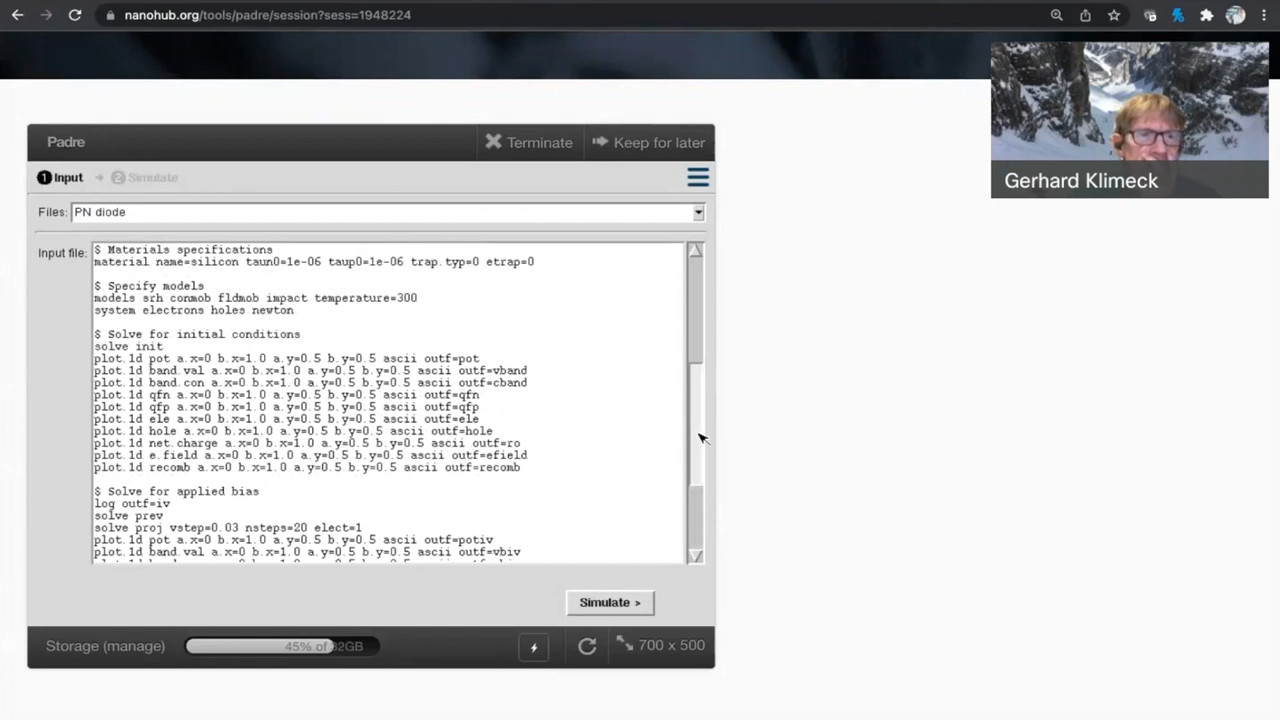 nanohub.org/tools/padre/session?sess=1948224
Gerhard Klimeck
Padre
Terminate
Keep for later
1 Input
2 Simulate
Files: PN diode
Input file:
$ Materials specifications
material name=silicon taun0=1e-06 taup0=1e-06 trap.typ=0 etrap=0
$ Specify models
models srh conmob fldmob impact temperature=300
system electrons holes newton
$ Solve for initial conditions
solve init
plot.1d pot a.x=0 b.x=1.0 a.y=0.5 b.y=0.5 ascii outf=pot
plot.1d band.val a.x=0 b.x=1.0 a.y=0.5 b.y=0.5 ascii outf=vband
plot.1d band.con a.x=0 b.x=1.0 a.y=0.5 b.y=0.5 ascii outf=cband
plot.1d qfn a.x=0 b.x=1.0 a.y=0.5 b.y=0.5 ascii outf=qfn
plot.1d qfp a.x=0 b.x=1.0 a.y=0.5 b.y=0.5 ascii outf=qfp
plot.1d ele a.x=0 b.x=1.0 a.y=0.5 b.y=0.5 ascii outf=ele
plot.1d hole a.x=0 b.x=1.0 a.y=0.5 b.y=0.5 ascii outf=hole
plot.1d net.charge a.x=0 b.x=1.0 a.y=0.5 b.y=0.5 ascii outf=ro
plot.1d e.field a.x=0 b.x=1.0 a.y=0.5 b.y=0.5 ascii outf=efield
plot.1d recomb a.x=0 b.x=1.0 a.y=0.5 b.y=0.5 ascii outf=recomb
$ Solve for applied bias
log outf=iv
solve prev
solve proj vstep=0.03 nsteps=20 elect=1
plot.1d pot a.x=0 b.x=1.0 a.y=0.5 b.y=0.5 ascii outf=potiv
plot.1d band.val a.x=0 b.x=1.0 a.y=0.5 b.y=0.5 ascii outf=vbiv
Simulate >
Storage (manage)
45% of 32GB
700 x 500